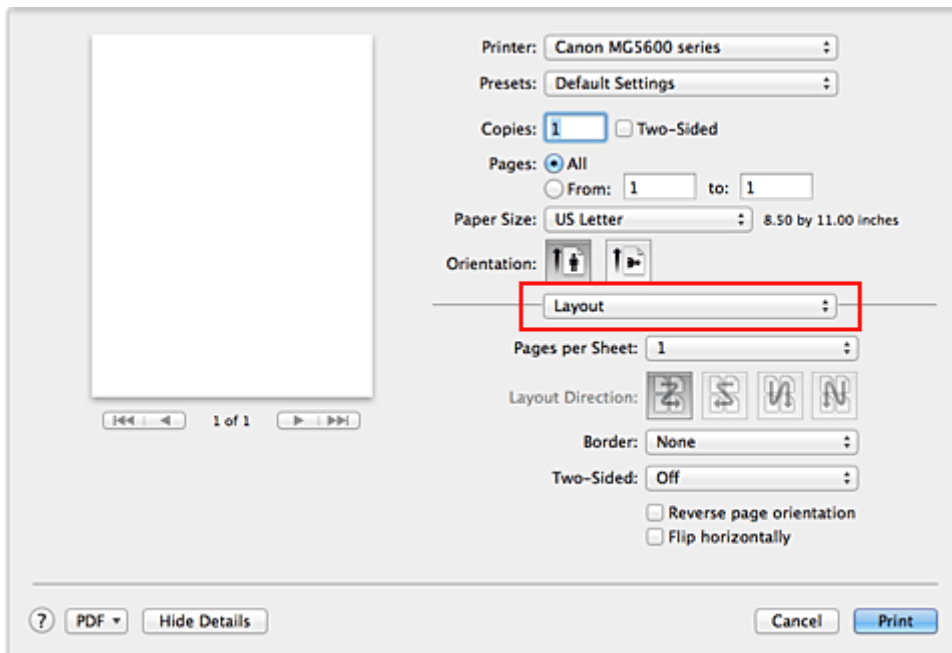 Printer: Canon MG5600 series
Presets: Default Settings
Copies: 1 Two-Sided
Pages: All
From: 1 to: 1
Paper Size: US Letter 8.50 by 11.00 inches
Orientation:
Layout
Pages per Sheet: 1
Layout Direction:
1 of 1
Border: None
Two-Sided: Off
Reverse page orientation
Flip horizontally
? PDF Hide Details Cancel Print